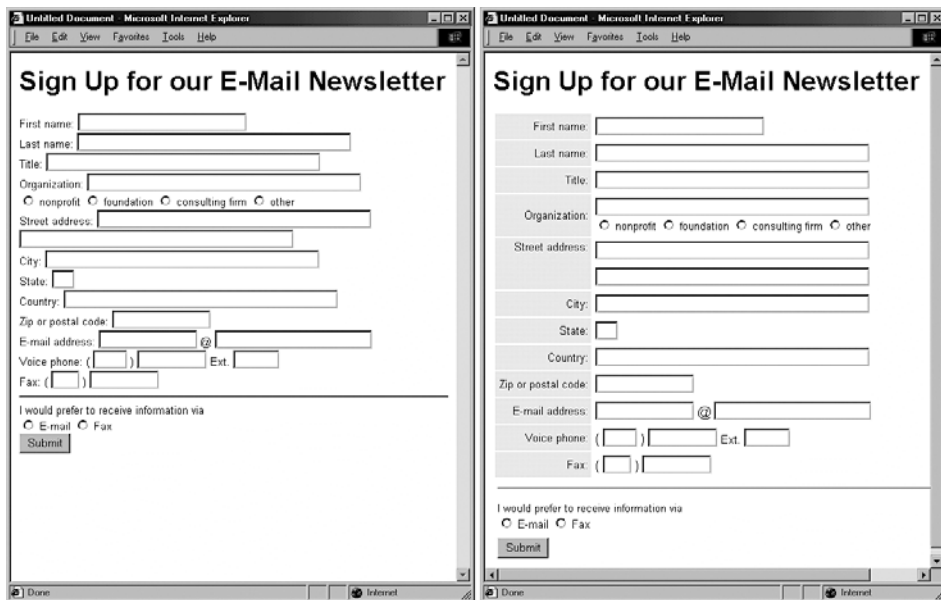 Untitled Document - Microsoft Internet Explorer
File Edit View Favorites Tools Help
Sign Up for our E-Mail Newsletter
First name:
Last name:
Title:
Organization:
nonprofit foundation consulting firm other
Street address:
City:
State:
Country:
Zip or postal code:
E-mail address: @
Voice phone: ( ) Ext.
Fax: ( )
I would prefer to receive information via
E-mail Fax
Submit
Done Internet
Untitled Document - Microsoft Internet Explorer
File Edit View Favorites Tools Help
Sign Up for our E-Mail Newsletter
First name:
Last name:
Title:
Organization:
nonprofit foundation consulting firm other
Street address:
City:
State:
Country:
Zip or postal code:
E-mail address: @
Voice phone: ( ) Ext.
Fax: ( )
I would prefer to receive information via
E-mail Fax
Submit
Done Internet